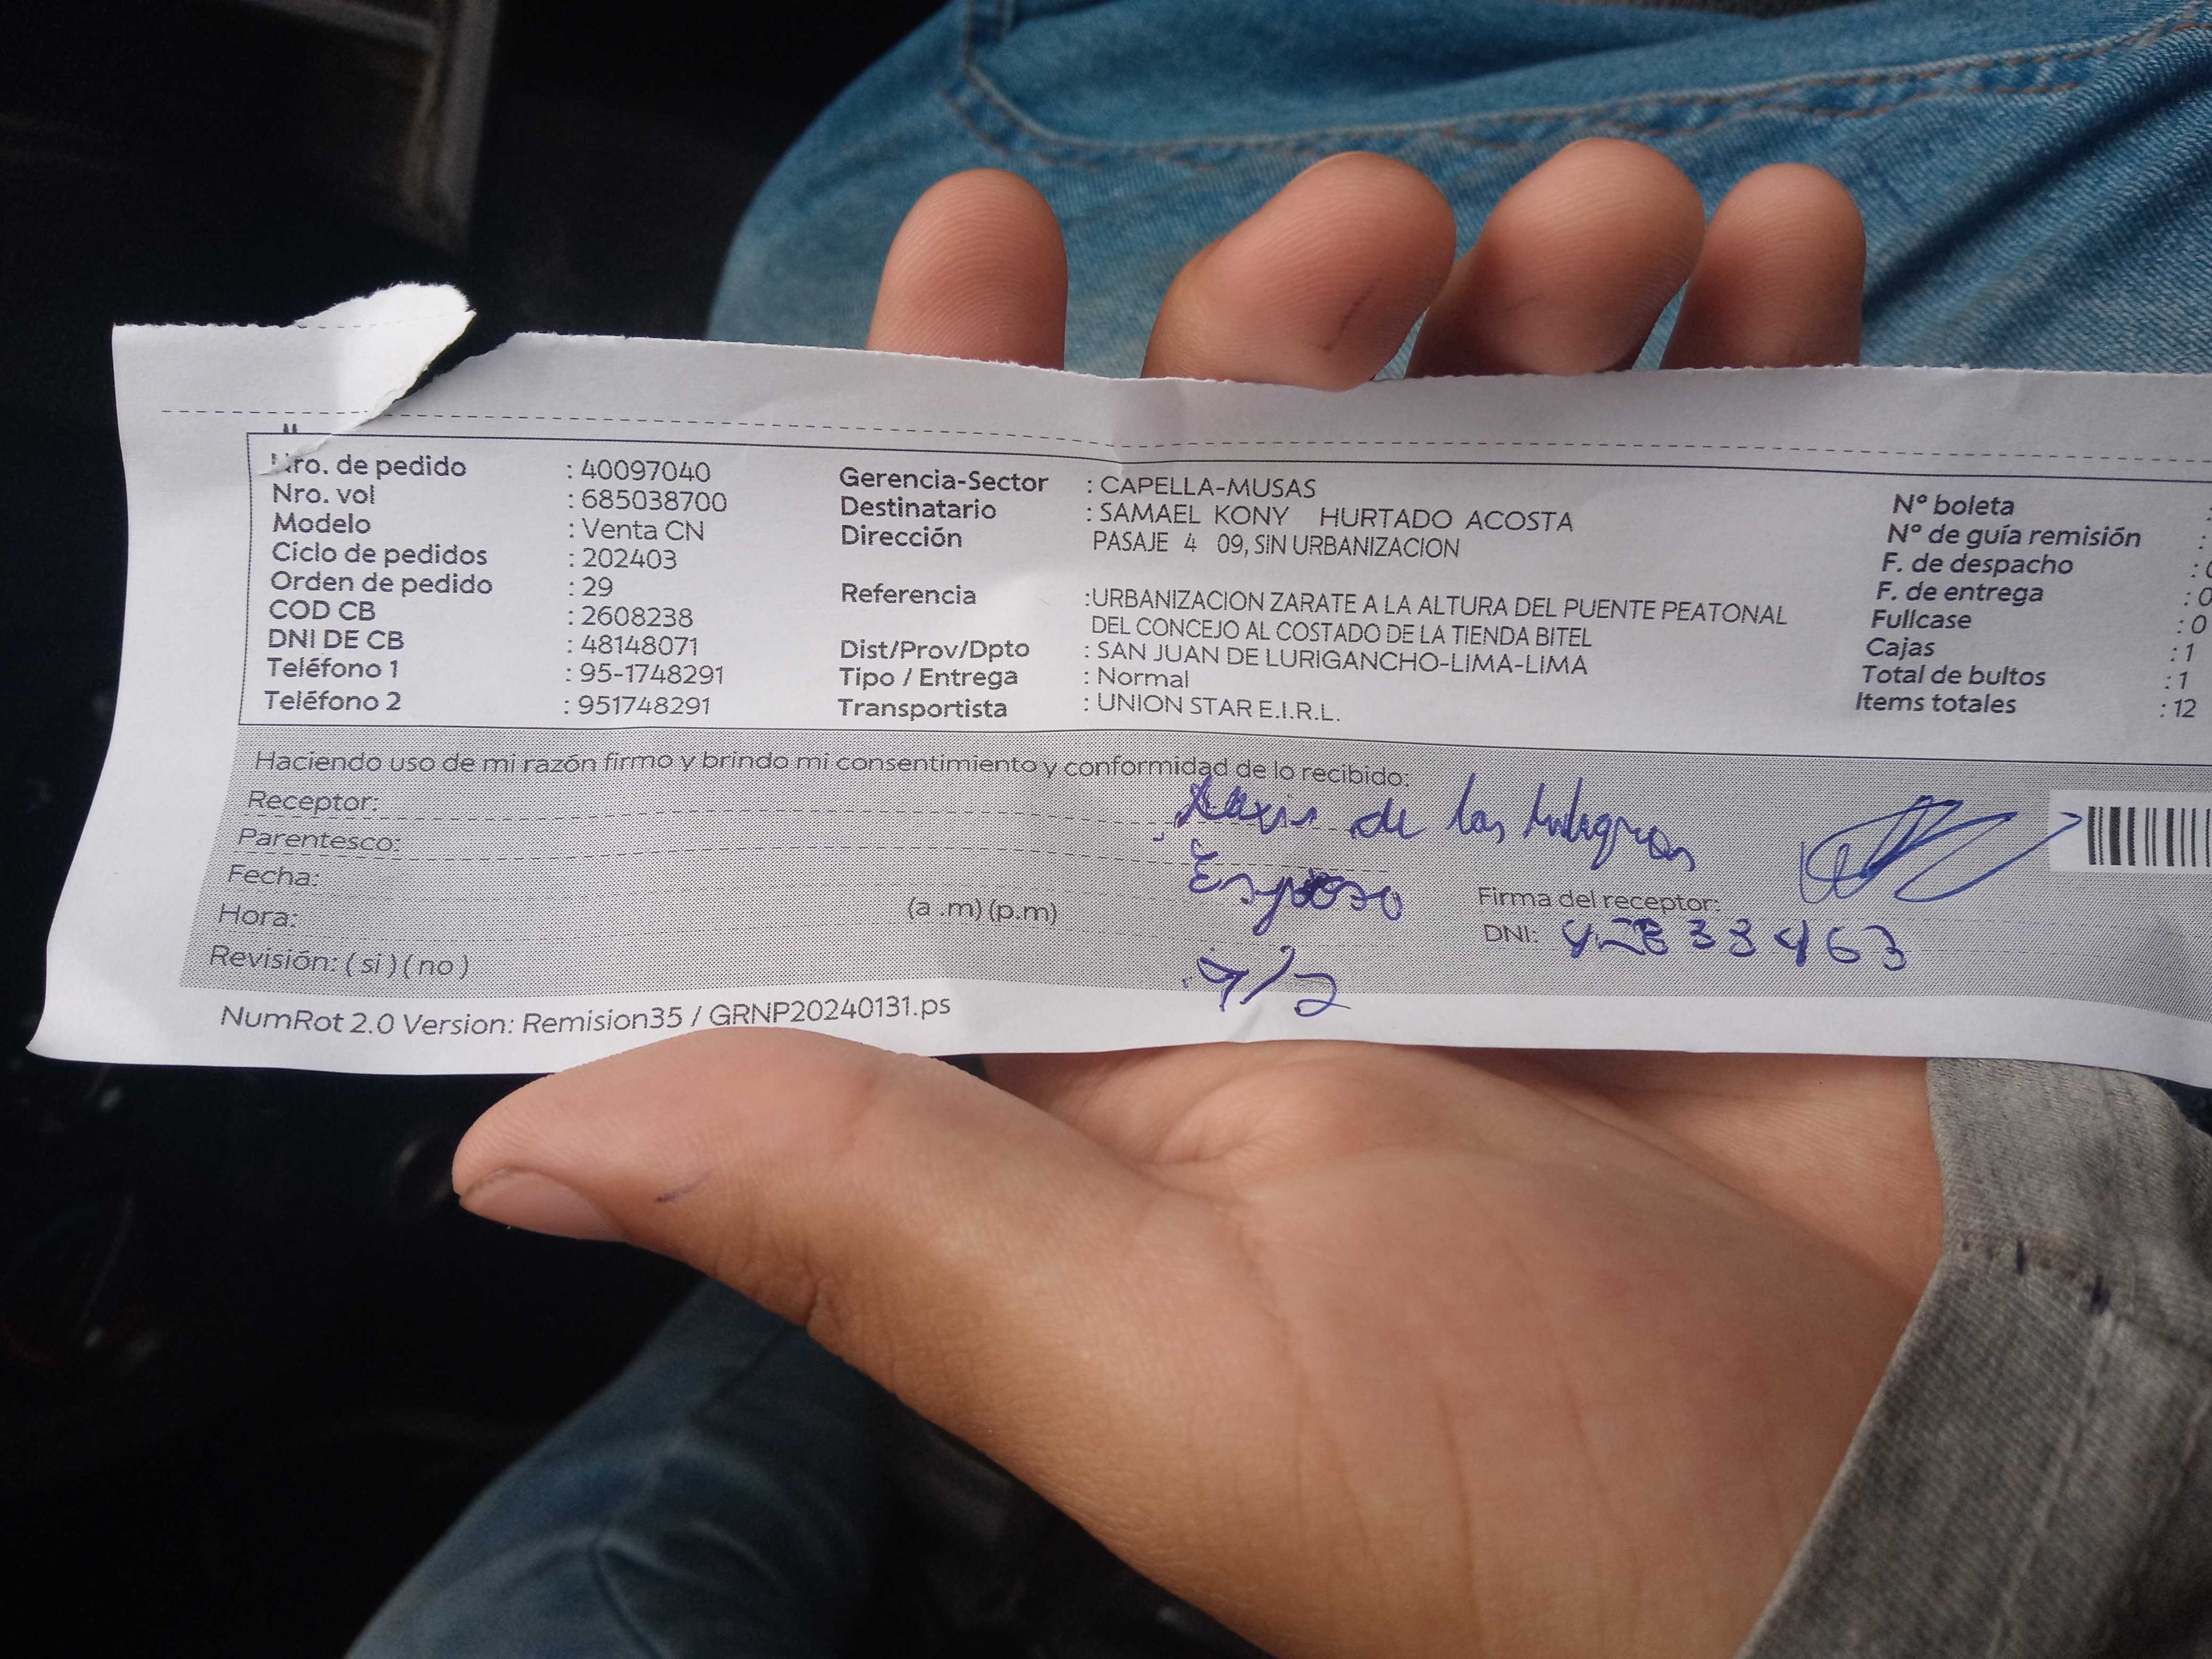 Nro. de pedido : 40097040
Nro. vol : 685038700
Modelo : Venta CN
Ciclo de pedidos : 202403
Orden de pedido : 29
COD CB : 2608238
DNI DE CB : 48148071
Teléfono 1 : 95-1748291
Teléfono 2 : 951748291
Gerencia-Sector : CAPELLA-MUSAS
Destinatario : SAMAEL KONY HURTADO ACOSTA
Dirección PASAJE 4 09, SIN URBANIZACION
Referencia :URBANIZACION ZARATE A LA ALTURA DEL PUENTE PEATONAL
DEL CONCEJO AL COSTADO DE LA TIENDA BITEL
Dist/Prov/Dpto : SAN JUAN DE LURIGANCHO-LIMA-LIMA
Tipo / Entrega : Normal
Transportista : UNION STAR E.I.R.L.
N° boleta :
N° de guía remisión :
F. de despacho : 0
F. de entrega : 0
Fullcase : 0
Cajas : 1
Total de bultos : 1
Items totales : 12
Haciendo uso de mi razón firmo y brindo mi consentimiento y conformidad de lo recibido:
Receptor: de los
Parentesco: Esposo
Fecha:
Hora: (a .m) (p.m)
Revisión: ( si ) ( no )
Firma del receptor:
DNI:
NumRot 2.0 Version: Remision35 / GRNP20240131.ps